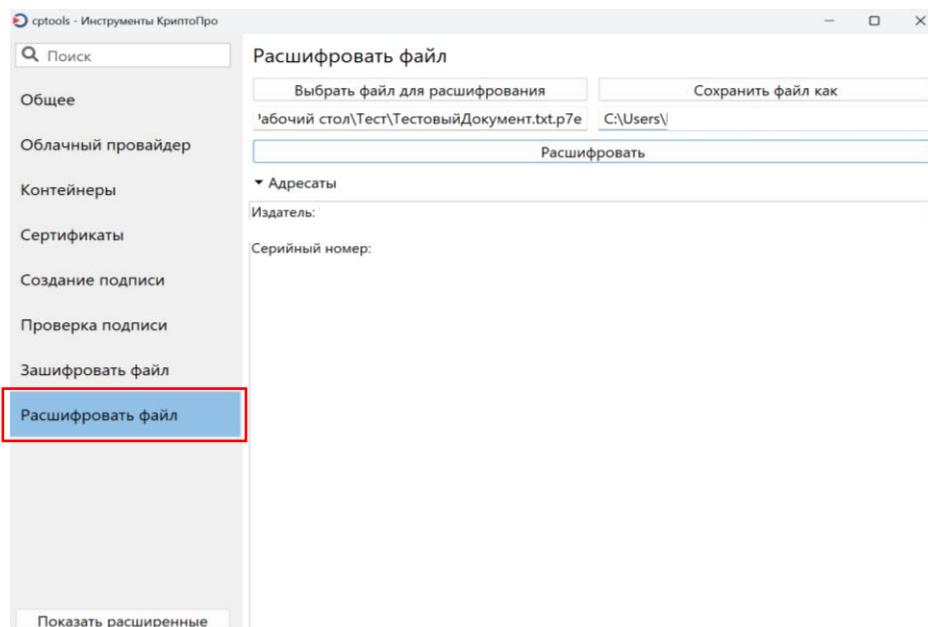 cptools - Инструменты КриптоПро
Поиск
Общее
Облачный провайдер
Контейнеры
Сертификаты
Создание подписи
Проверка подписи
Зашифровать файл
Расшифровать файл
Показать расширенные
Расшифровать файл
Выбрать файл для расшифрования Сохранить файл как
абочий стол\Тест\ТестовыйДокумент.txt.p7e C:\Users\
Расшифровать
Адресаты
Издатель:
Серийный номер: